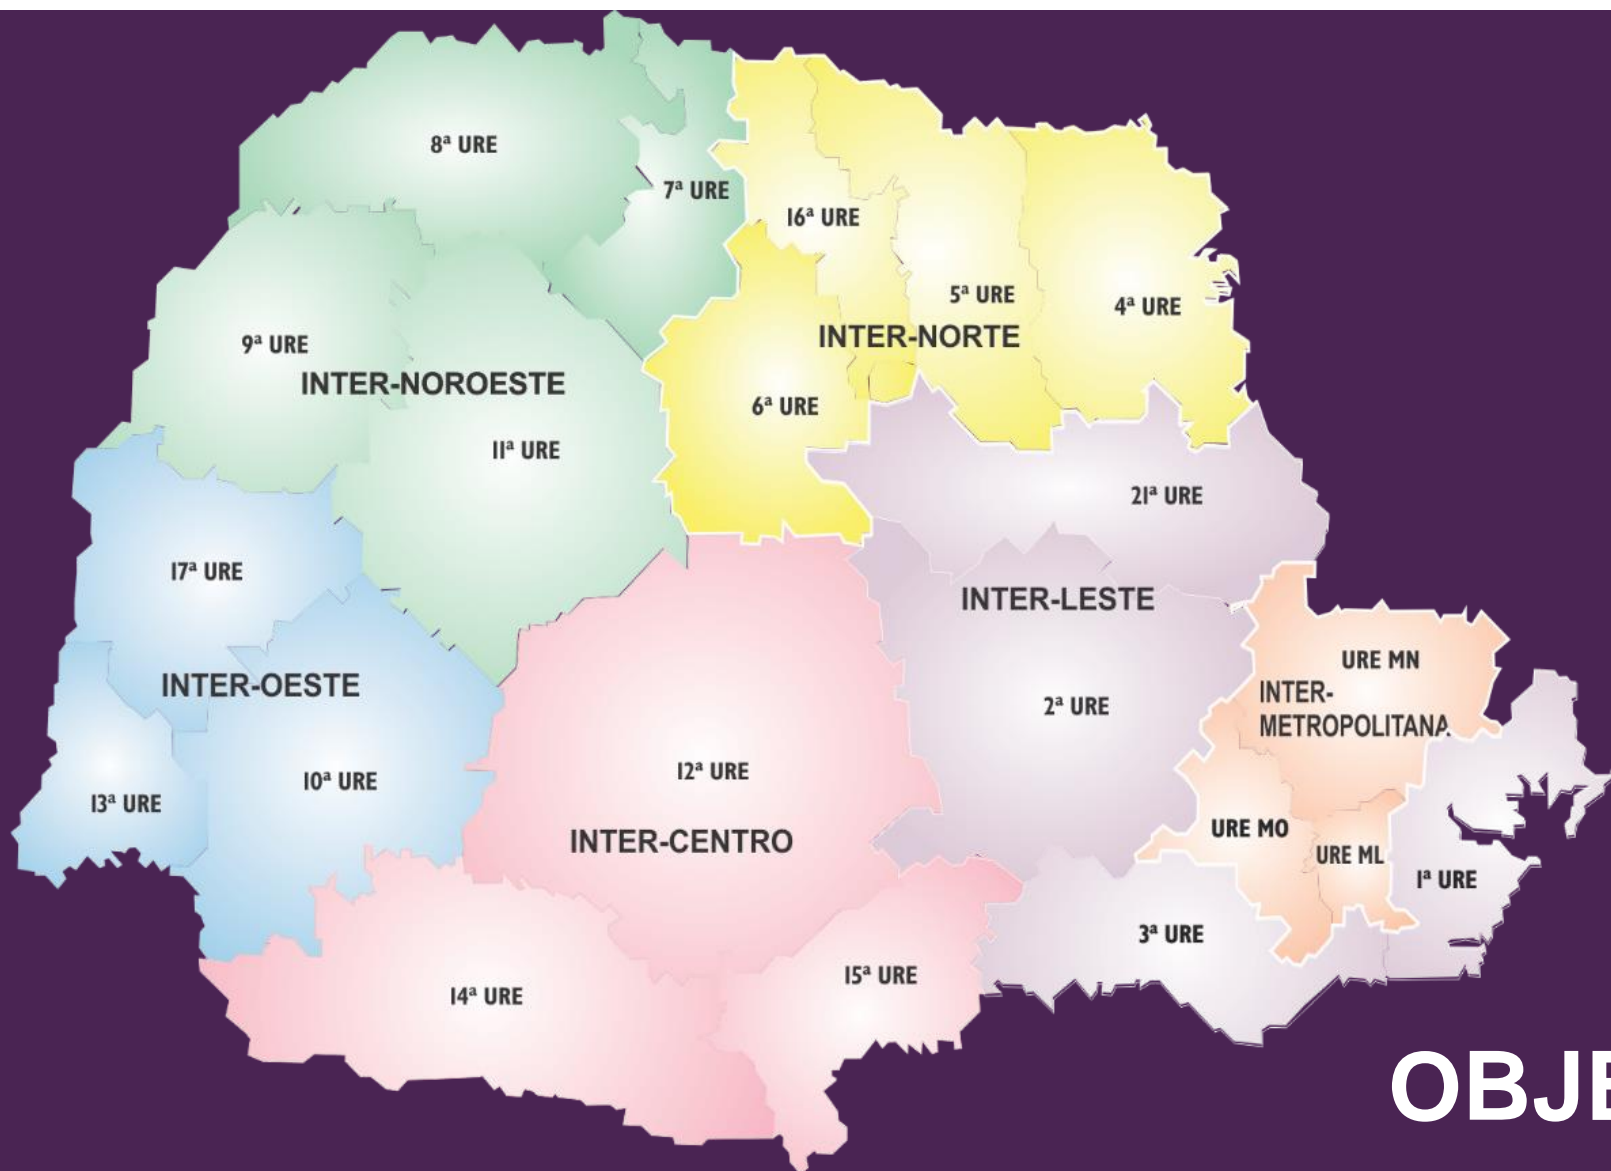 8ª URE
7ª URE
16ª URE
5ª URE
4ª URE
INTER-NORTE
9ª URE
INTER-NOROESTE
6ª URE
11ª URE
21ª URE
17ª URE
INTER-LESTE
URE MN
INTER-OESTE
INTER-
METROPOLITANA
2ª URE
12ª URE
10ª URE
13ª URE
URE MO
INTER-CENTRO
URE ML
1ª URE
3ª URE
15ª URE
14ª URE
OBJE